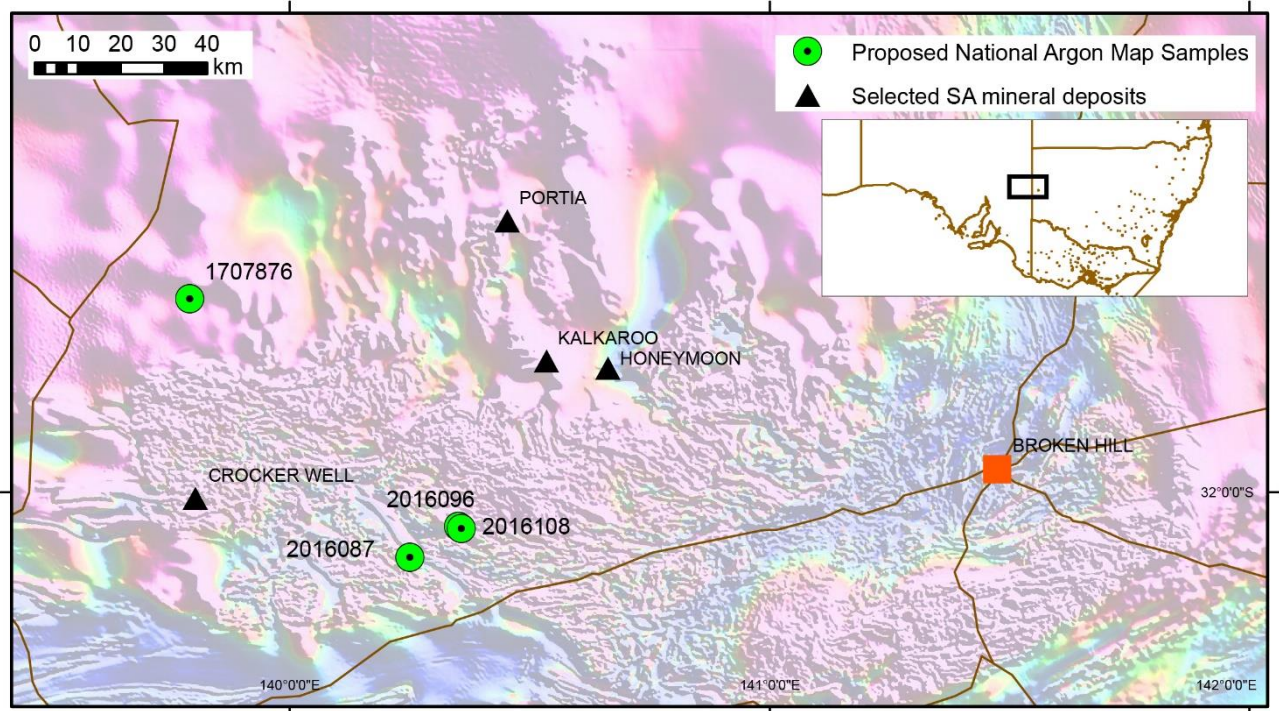 0 10 20 30 40
km
Proposed National Argon Map Samples
Selected SA mineral deposits
PORTIA
1707876
KALKAROO
HONEYMOON
BROKEN HILL
CROCKER WELL
32°0'0"S
2016096
2016108
2016087
140°0'0"E
141°0'0"E
142°0'0"E